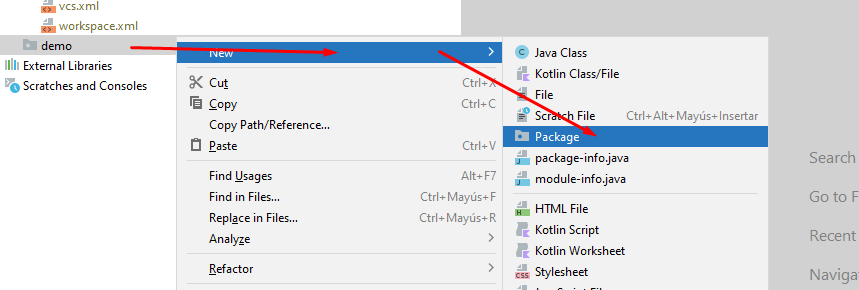 vcs.xml
workspace.xml
demo
External Libraries
Scratches and Consoles
New
Cut Ctrl+X
Copy Ctrl+C
Copy Path/Reference...
Paste Ctrl+V
Find Usages Alt+F7
Find in Files... Ctrl+Mayús+F
Replace in Files... Ctrl+Mayús+R
Analyze
Refactor
Java Class
Kotlin Class/File
File
Scratch File Ctrl+Alt+Mayús+Insertar
Package
package-info.java
module-info.java
HTML File
Kotlin Script
Kotlin Worksheet
Stylesheet
CSS
Search
Go to F
Recent
Naviga